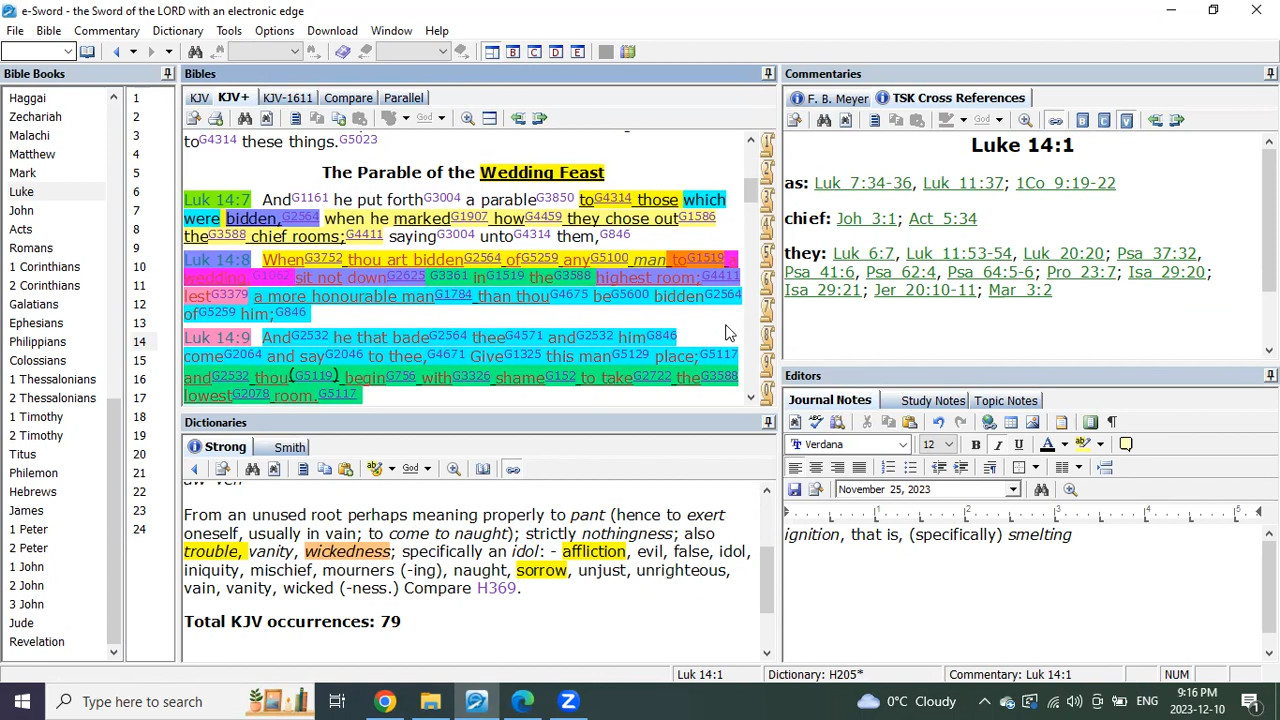 e-Sword - the Sword of the LORD with an electronic edge
File Bible Commentary Dictionary Tools Options Download Window Help
B C D E
Bible Books
Haggai
Zechariah
Malachi
Matthew
Mark
Luke
John
Acts
Romans
1 Corinthians
2 Corinthians
Galatians
Ephesians
Philippians
Colossians
1 Thessalonians
2 Thessalonians
1 Timothy
2 Timothy
Titus
Philemon
Hebrews
James
1 Peter
2 Peter
1 John
2 John
3 John
Jude
Revelation
1
2
3
4
5
6
7
8
9
10
11
12
13
14
15
16
17
18
19
20
21
22
23
24
Bibles
KJV KJV+ KJV-1611 Compare Parallel
God
toG4314 these things.G5023
The Parable of the Wedding Feast
Luk 14:7 AndG1161 he put forthG3004 a parableG3850 toG4314 those which
were bidden,G2564 when he markedG1907 howG4459 they chose outG1586
theG3588 chief rooms;G4411 sayingG3004 untoG4314 them,G846
Luk 14:8 WhenG3752 thou art biddenG2564 ofG5259 anyG5100 man toG1519 a
weddingG1062 sit not downG2625 G3361 inG1519 theG3588 highest room;G4411
lestG3379 a more honourable manG1784 than thouG4675 beG5600 biddenG2564
ofG5259 him;G846
Luk 14:9 AndG2532 he that badeG2564 theeG4571 andG2532 himG846
comeG2064 and sayG2046 to thee,G4671 GiveG1325 this manG5129 place;G5117
andG2532 thou(G5119) beginG756 withG3326 shameG152 to takeG2722 theG3588
lowestG2078 room.G5117
Dictionaries
Strong Smith
God
From an unused root perhaps meaning properly to pant (hence to exert
oneself, usually in vain; to come to naught); strictly nothingness; also
trouble, vanity, wickedness; specifically an idol: - affliction, evil, false, idol,
iniquity, mischief, mourners (-ing), naught, sorrow, unjust, unrighteous,
vain, vanity, wicked (-ness.) Compare H369.
Total KJV occurrences: 79
Commentaries
F. B. Meyer TSK Cross References
God B C V
Luke 14:1
as: Luk 7:34-36, Luk 11:37; 1Co 9:19-22
chief: Joh 3:1; Act 5:34
they: Luk 6:7, Luk 11:53-54, Luk 20:20; Psa 37:32,
Psa 41:6, Psa 62:4, Psa 64:5-6; Pro 23:7; Isa 29:20;
Isa 29:21; Jer 20:10-11; Mar 3:2
Editors
Journal Notes Study Notes Topic Notes
Verdana 12 B I U A
November 25, 2023
1 2 3 4 5
ignition, that is, (specifically) smelting
Luk 14:1 Dictionary: H205* Commentary: Luk 14:1 NUM
Type here to search
0°C Cloudy ENG 9:16 PM
2023-12-10
1